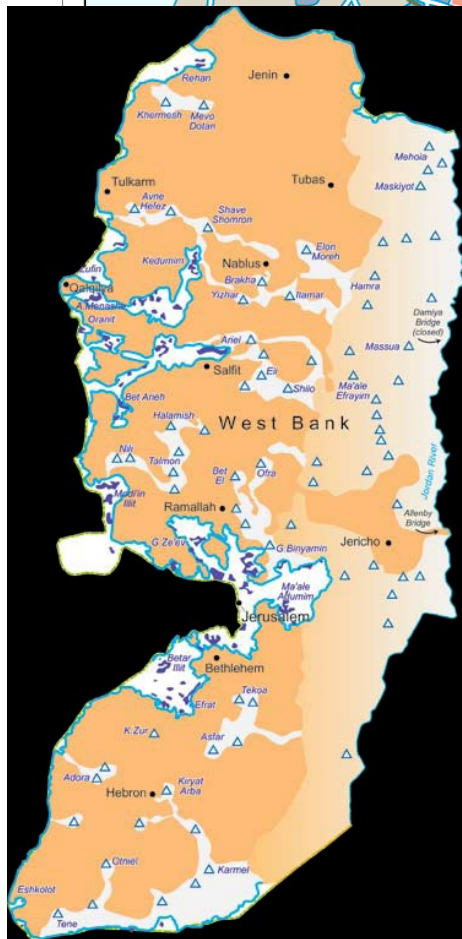 Rehan
Jenin
Khermesh
Mevo
Dotan
Mehola
Maskiyot
Tulkarm
Tubas
Avne
Hefez
Shave
Shomron
Elon
Moreh
Kedumim
Nablus
Zufin
Brakha
Hamra
Qalqilya
Yizhar
Itamar
A.Menashe
Oranit
Damiya
Bridge
(closed)
Ariel
Massua
Salfit
Eli
Shilo
Ma'ale
Efrayim
Bet Arieh
Halamish
West Bank
Nili
Talmon
Bet
El
Ofra
Jordan River
Modi'in
Illit
Ramallah
Allenby
Bridge
G.Ze'ev
G.Binyamin
Jericho
Ma'ale
Adumim
Jerusalem
Betar
Illit
Bethlehem
Tekoa
Efrat
K.Zur
Asfar
Adora
Kiryat
Arba
Hebron
Otniel
Karmel
Eshkolot
Tene